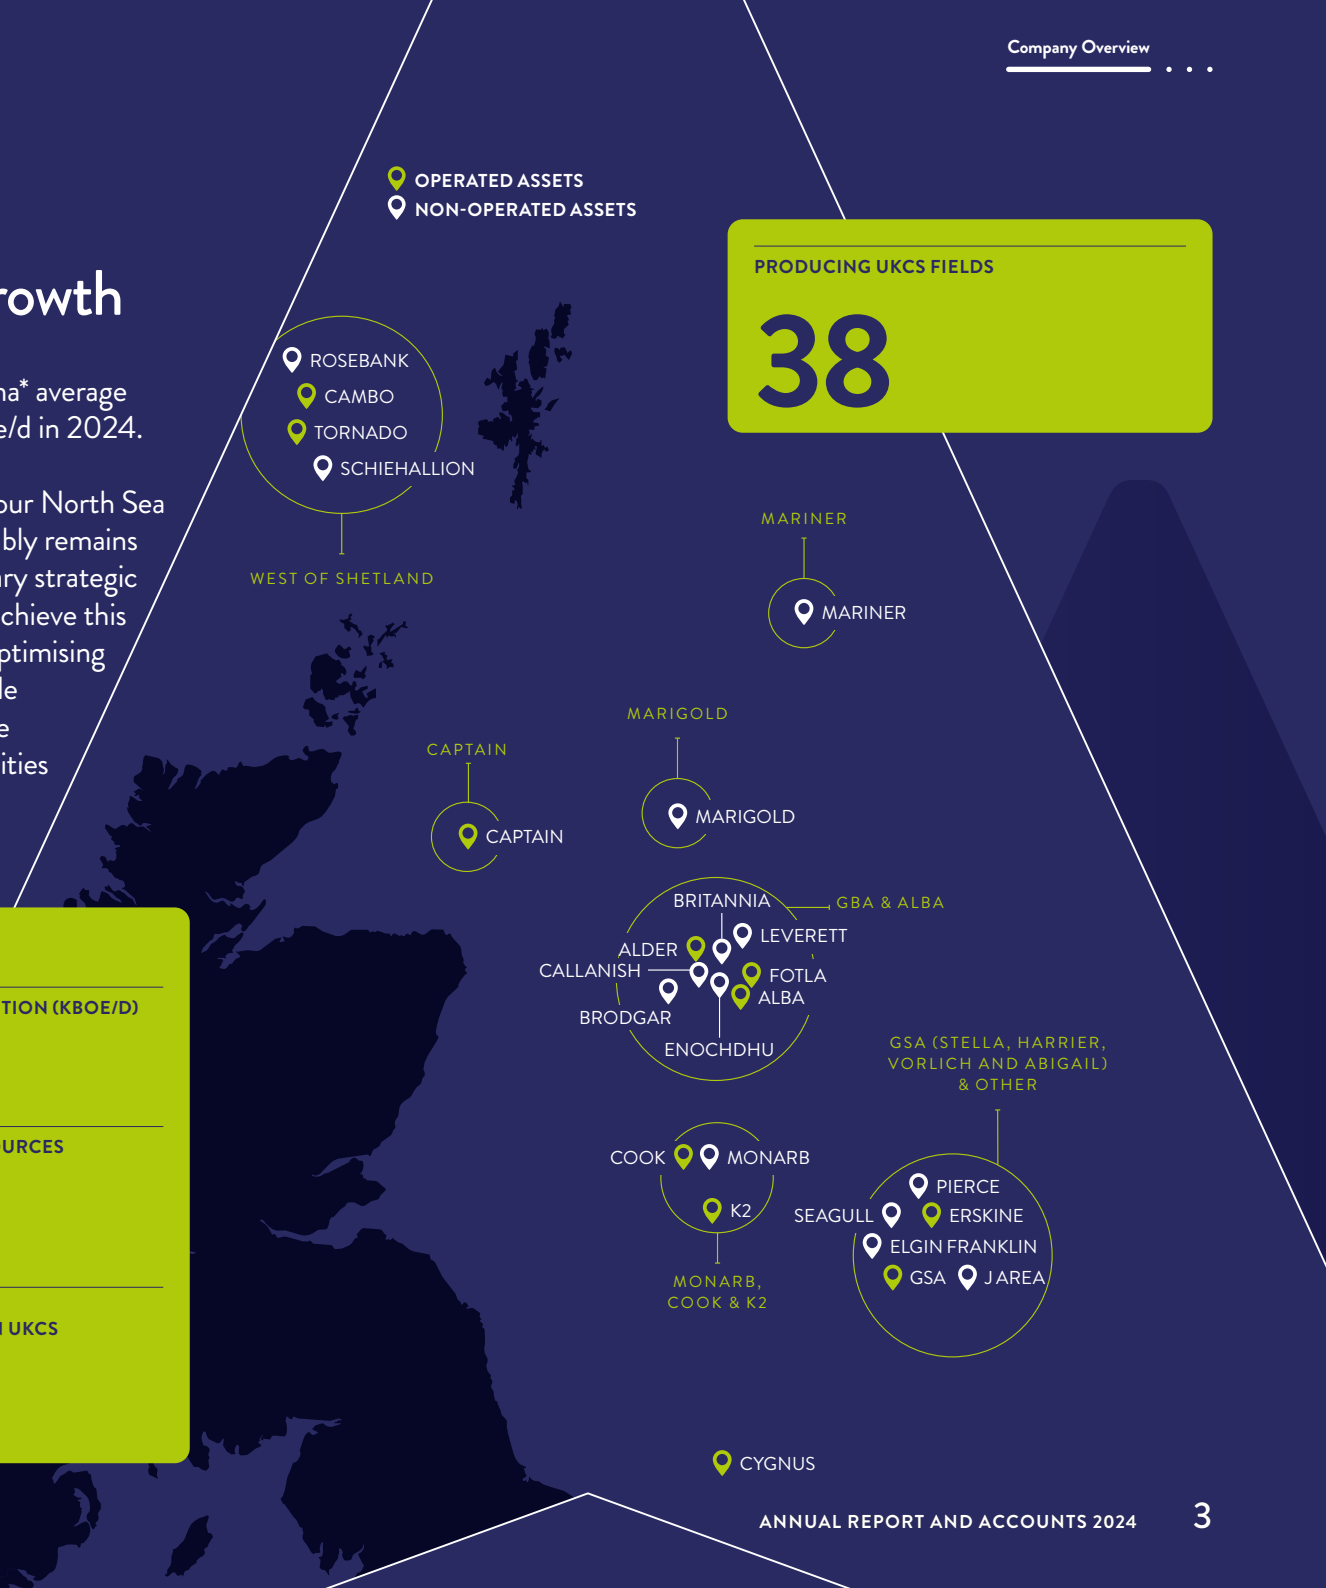 Company Overview
OPERATED ASSETS
NON-OPERATED ASSETS
PRODUCING UKCS FIELDS
38
rowth
na* average
e/d in 2024.
our North Sea
bly remains
ary strategic
chieve this
ptimising
le
e
ities
ROSEBANK
CAMBO
TORNADO
SCHIEHALLION
WEST OF SHETLAND
MARINER
MARINER
MARIGOLD
MARIGOLD
CAPTAIN
CAPTAIN
BRITANNIA
GBA & ALBA
LEVERETT
ALDER
CALLANISH
FOTLA
ALBA
BRODGAR
ENOCHDHU
TION (KBOE/D)
OURCES
N UKCS
GSA (STELLA, HARRIER,
VORLICH AND ABIGAIL)
& OTHER
COOK
MONARB
K2
MONARB,
COOK & K2
PIERCE
SEAGULL
ERSKINE
ELGIN FRANKLIN
GSA
J AREA
CYGNUS
ANNUAL REPORT AND ACCOUNTS 2024
3